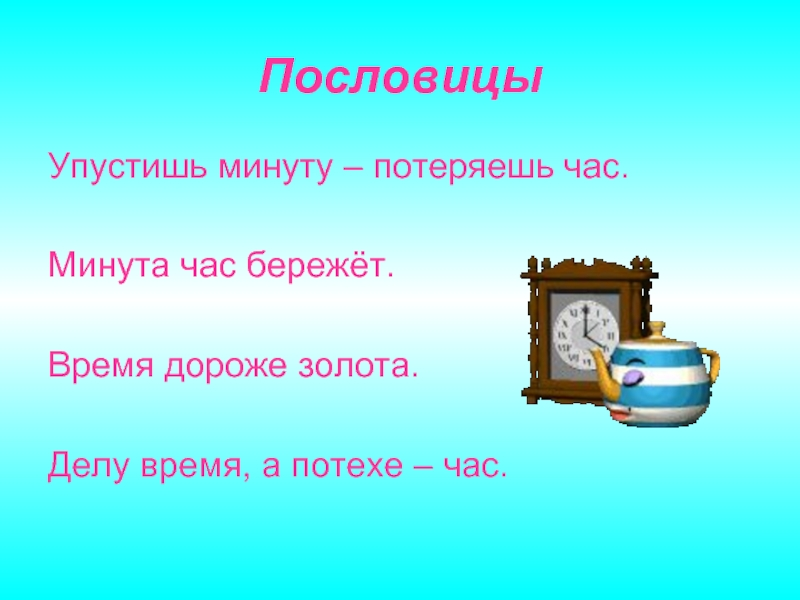 Пословицы
Упустишь минуту – потеряешь час.
Минута час бережёт.
Время дороже золота.
Делу время, а потехе – час.